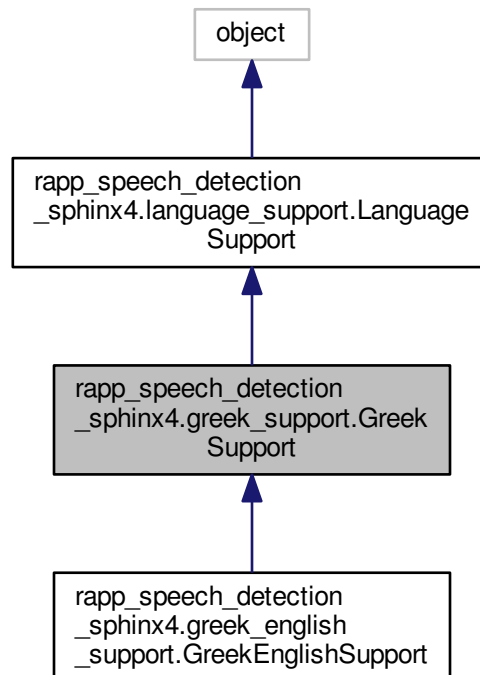 object
rapp_speech_detection
_sphinx4.language_support.Language
Support
rapp_speech_detection
_sphinx4.greek_support.Greek
Support
rapp_speech_detection
_sphinx4.greek_english
_support.GreekEnglishSupport